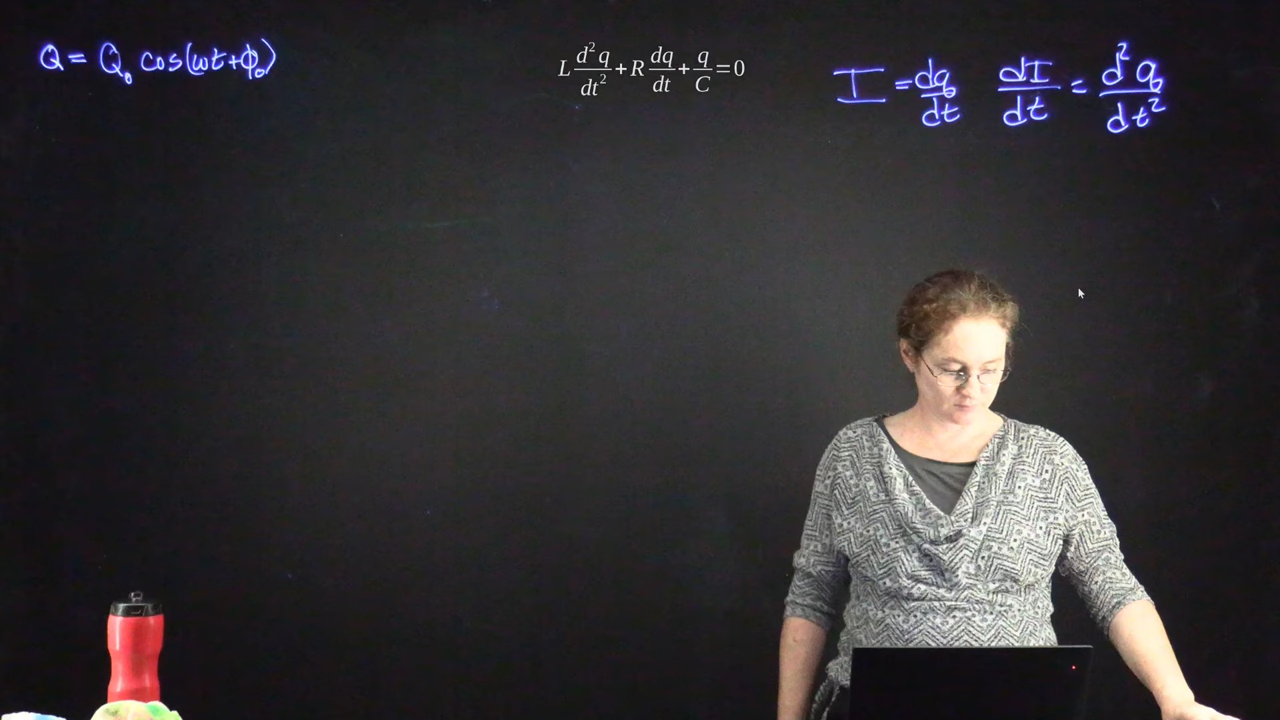 Q = Q₀ cos(ωt+ϕ₀)
L d²q/dt² + R dq/dt + q/C = 0
I = dq/dt dI/dt = d²q/dt²